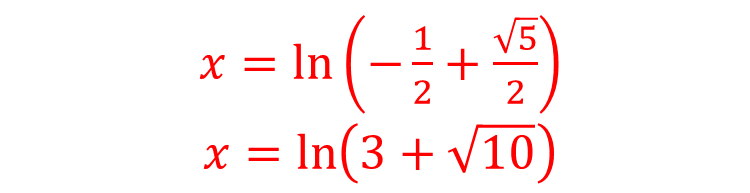 x = ln(−1/2 + √5/2)
x = ln(3 + √10)